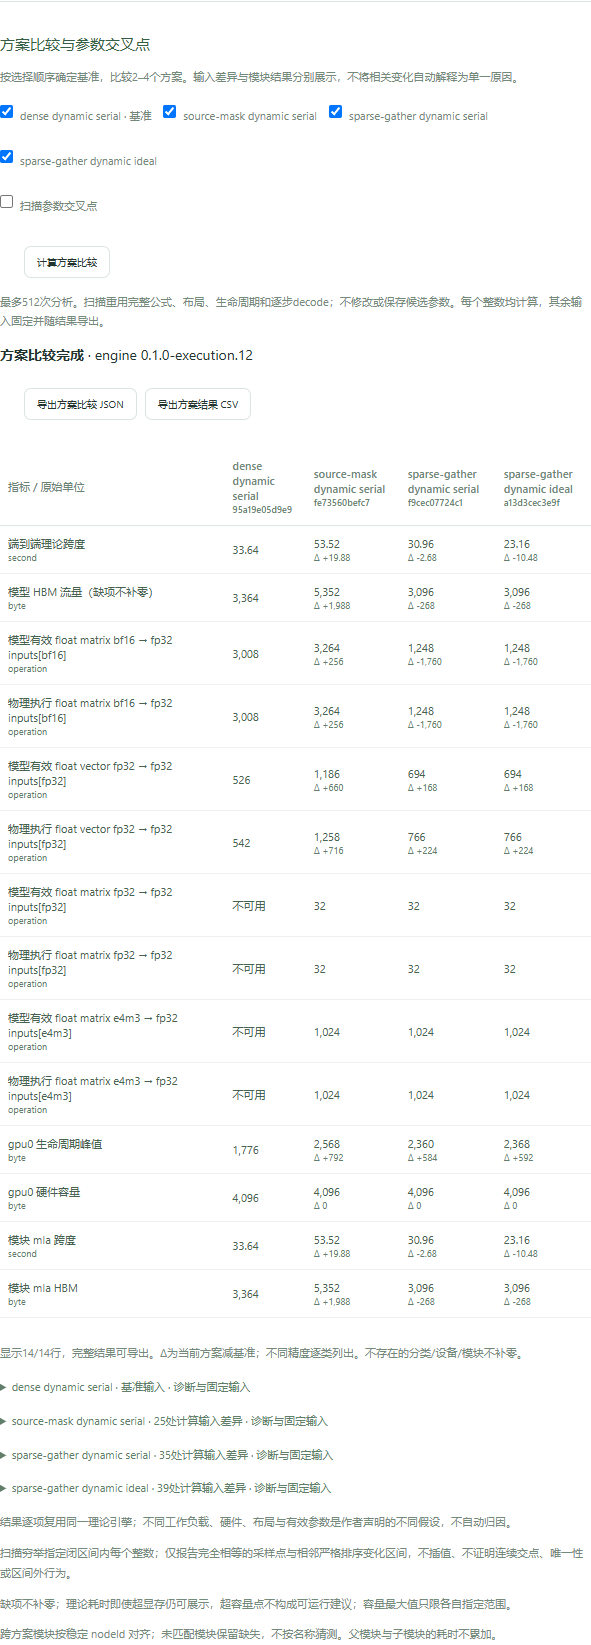 方案比较与参数交叉点
按选择顺序确定基准，比较2–4个方案。输入差异与模块结果分别展示，不将相关变化自动解释为单一原因。
dense dynamic serial · 基准 source-mask dynamic serial sparse-gather dynamic serial
sparse-gather dynamic ideal
扫描参数交叉点
计算方案比较
最多512次分析。扫描重用完整公式、布局、生命周期和逐步decode；不修改或保存候选参数。每个整数均计算，其余输
入固定并随结果导出。
方案比较完成 · engine 0.1.0-execution.12
导出方案比较 JSON 导出方案结果 CSV
指标 / 原始单位
dense
dynamic
serial
95a19e05d9e9
source-mask
dynamic serial
fe73560befc7
sparse-gather
dynamic serial
f9cec07724c1
sparse-gather
dynamic ideal
a13d3cec3e9f
端到端理论跨度
second
33.64
53.52
Δ +19.88
30.96
Δ -2.68
23.16
Δ -10.48
模型 HBM 流量（缺项不补零）
byte
3,364
5,352
Δ +1,988
3,096
Δ -268
3,096
Δ -268
模型有效 float matrix bf16 → fp32
inputs[bf16]
operation
3,008
3,264
Δ +256
1,248
Δ -1,760
1,248
Δ -1,760
物理执行 float matrix bf16 → fp32
inputs[bf16]
operation
3,008
3,264
Δ +256
1,248
Δ -1,760
1,248
Δ -1,760
模型有效 float vector fp32 → fp32
inputs[fp32]
operation
526
1,186
Δ +660
694
Δ +168
694
Δ +168
物理执行 float vector fp32 → fp32
inputs[fp32]
operation
542
1,258
Δ +716
766
Δ +224
766
Δ +224
模型有效 float matrix fp32 → fp32
inputs[fp32]
operation
不可用
32
32
32
物理执行 float matrix fp32 → fp32
inputs[fp32]
operation
不可用
32
32
32
模型有效 float matrix e4m3 → fp32
inputs[e4m3]
operation
不可用
1,024
1,024
1,024
物理执行 float matrix e4m3 → fp32
inputs[e4m3]
operation
不可用
1,024
1,024
1,024
gpu0 生命周期峰值
byte
1,776
2,568
Δ +792
2,360
Δ +584
2,368
Δ +592
gpu0 硬件容量
byte
4,096
4,096
Δ 0
4,096
Δ 0
4,096
Δ 0
模块 mla 跨度
second
33.64
53.52
Δ +19.88
30.96
Δ -2.68
23.16
Δ -10.48
模块 mla HBM
byte
3,364
5,352
Δ +1,988
3,096
Δ -268
3,096
Δ -268
显示14/14行，完整结果可导出。Δ为当前方案减基准；不同精度逐类列出。不存在的分类/设备/模块不补零。
dense dynamic serial · 基准输入 · 诊断与固定输入
source-mask dynamic serial · 25处计算输入差异 · 诊断与固定输入
sparse-gather dynamic serial · 35处计算输入差异 · 诊断与固定输入
sparse-gather dynamic ideal · 39处计算输入差异 · 诊断与固定输入
结果逐项复用同一理论引擎；不同工作负载、硬件、布局与有效参数是作者声明的不同假设，不自动归因。
扫描穷举指定闭区间内每个整数；仅报告完全相等的采样点与相邻严格排序变化区间，不插值、不证明连续交点、唯一性
或区间外行为。
缺项不补零；理论耗时即使超显存仍可展示，超容量点不构成可运行建议；容量最大值只限各自指定范围。
跨方案模块按稳定 nodeId 对齐；未匹配模块保留缺失，不按名称猜测。父模块与子模块的耗时不累加。